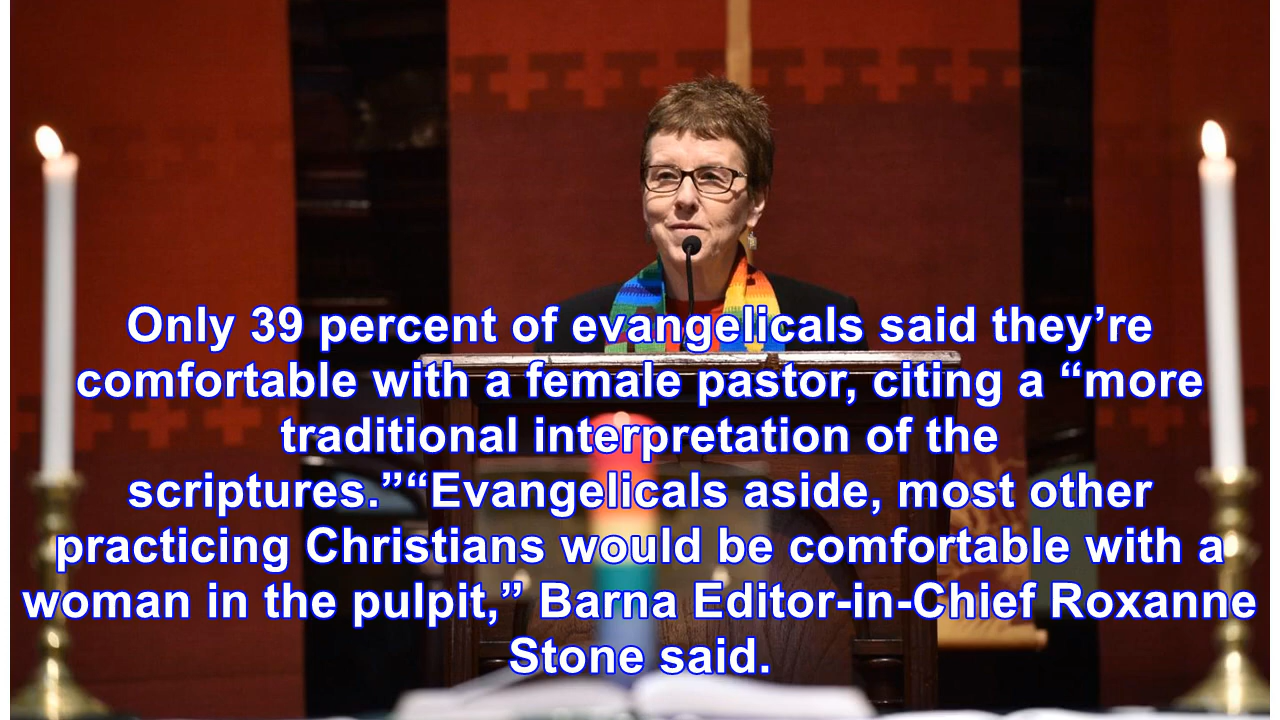 Only 39 percent of evangelicals said they’re
comfortable with a female pastor, citing a “more
traditional interpretation of the
scriptures.”“Evangelicals aside, most other
practicing Christians would be comfortable with a
woman in the pulpit,” Barna Editor-in-Chief Roxanne
Stone said.